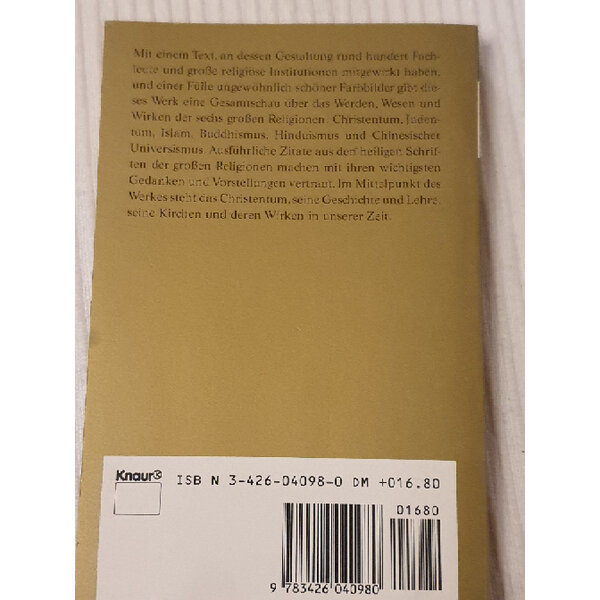 Mit einem Text, an dessen Gestaltung rund hundert Fach-
leute und große religiöse Institutionen mitgewirkt haben,
und einer Fülle ungewöhnlich schöner Farbbilder gibt die-
ses Werk eine Gesamtschau über das Werden, Wesen und
Wirken der sechs großen Religionen: Christentum, Juden-
tum, Islam, Buddhismus, Hinduismus und Chinesischer
Universismus. Ausführliche Zitate aus den heiligen Schrif-
ten der großen Religionen machen mit ihren wichtigsten
Gedanken und Vorstellungen vertraut. Im Mittelpunkt des
Werkes steht das Christentum, seine Geschichte und Lehre,
seine Kirchen und deren Wirken in unserer Zeit.
Knaur ISB N 3-426-04098-0 DM +016.80
01680
9 783426 040980